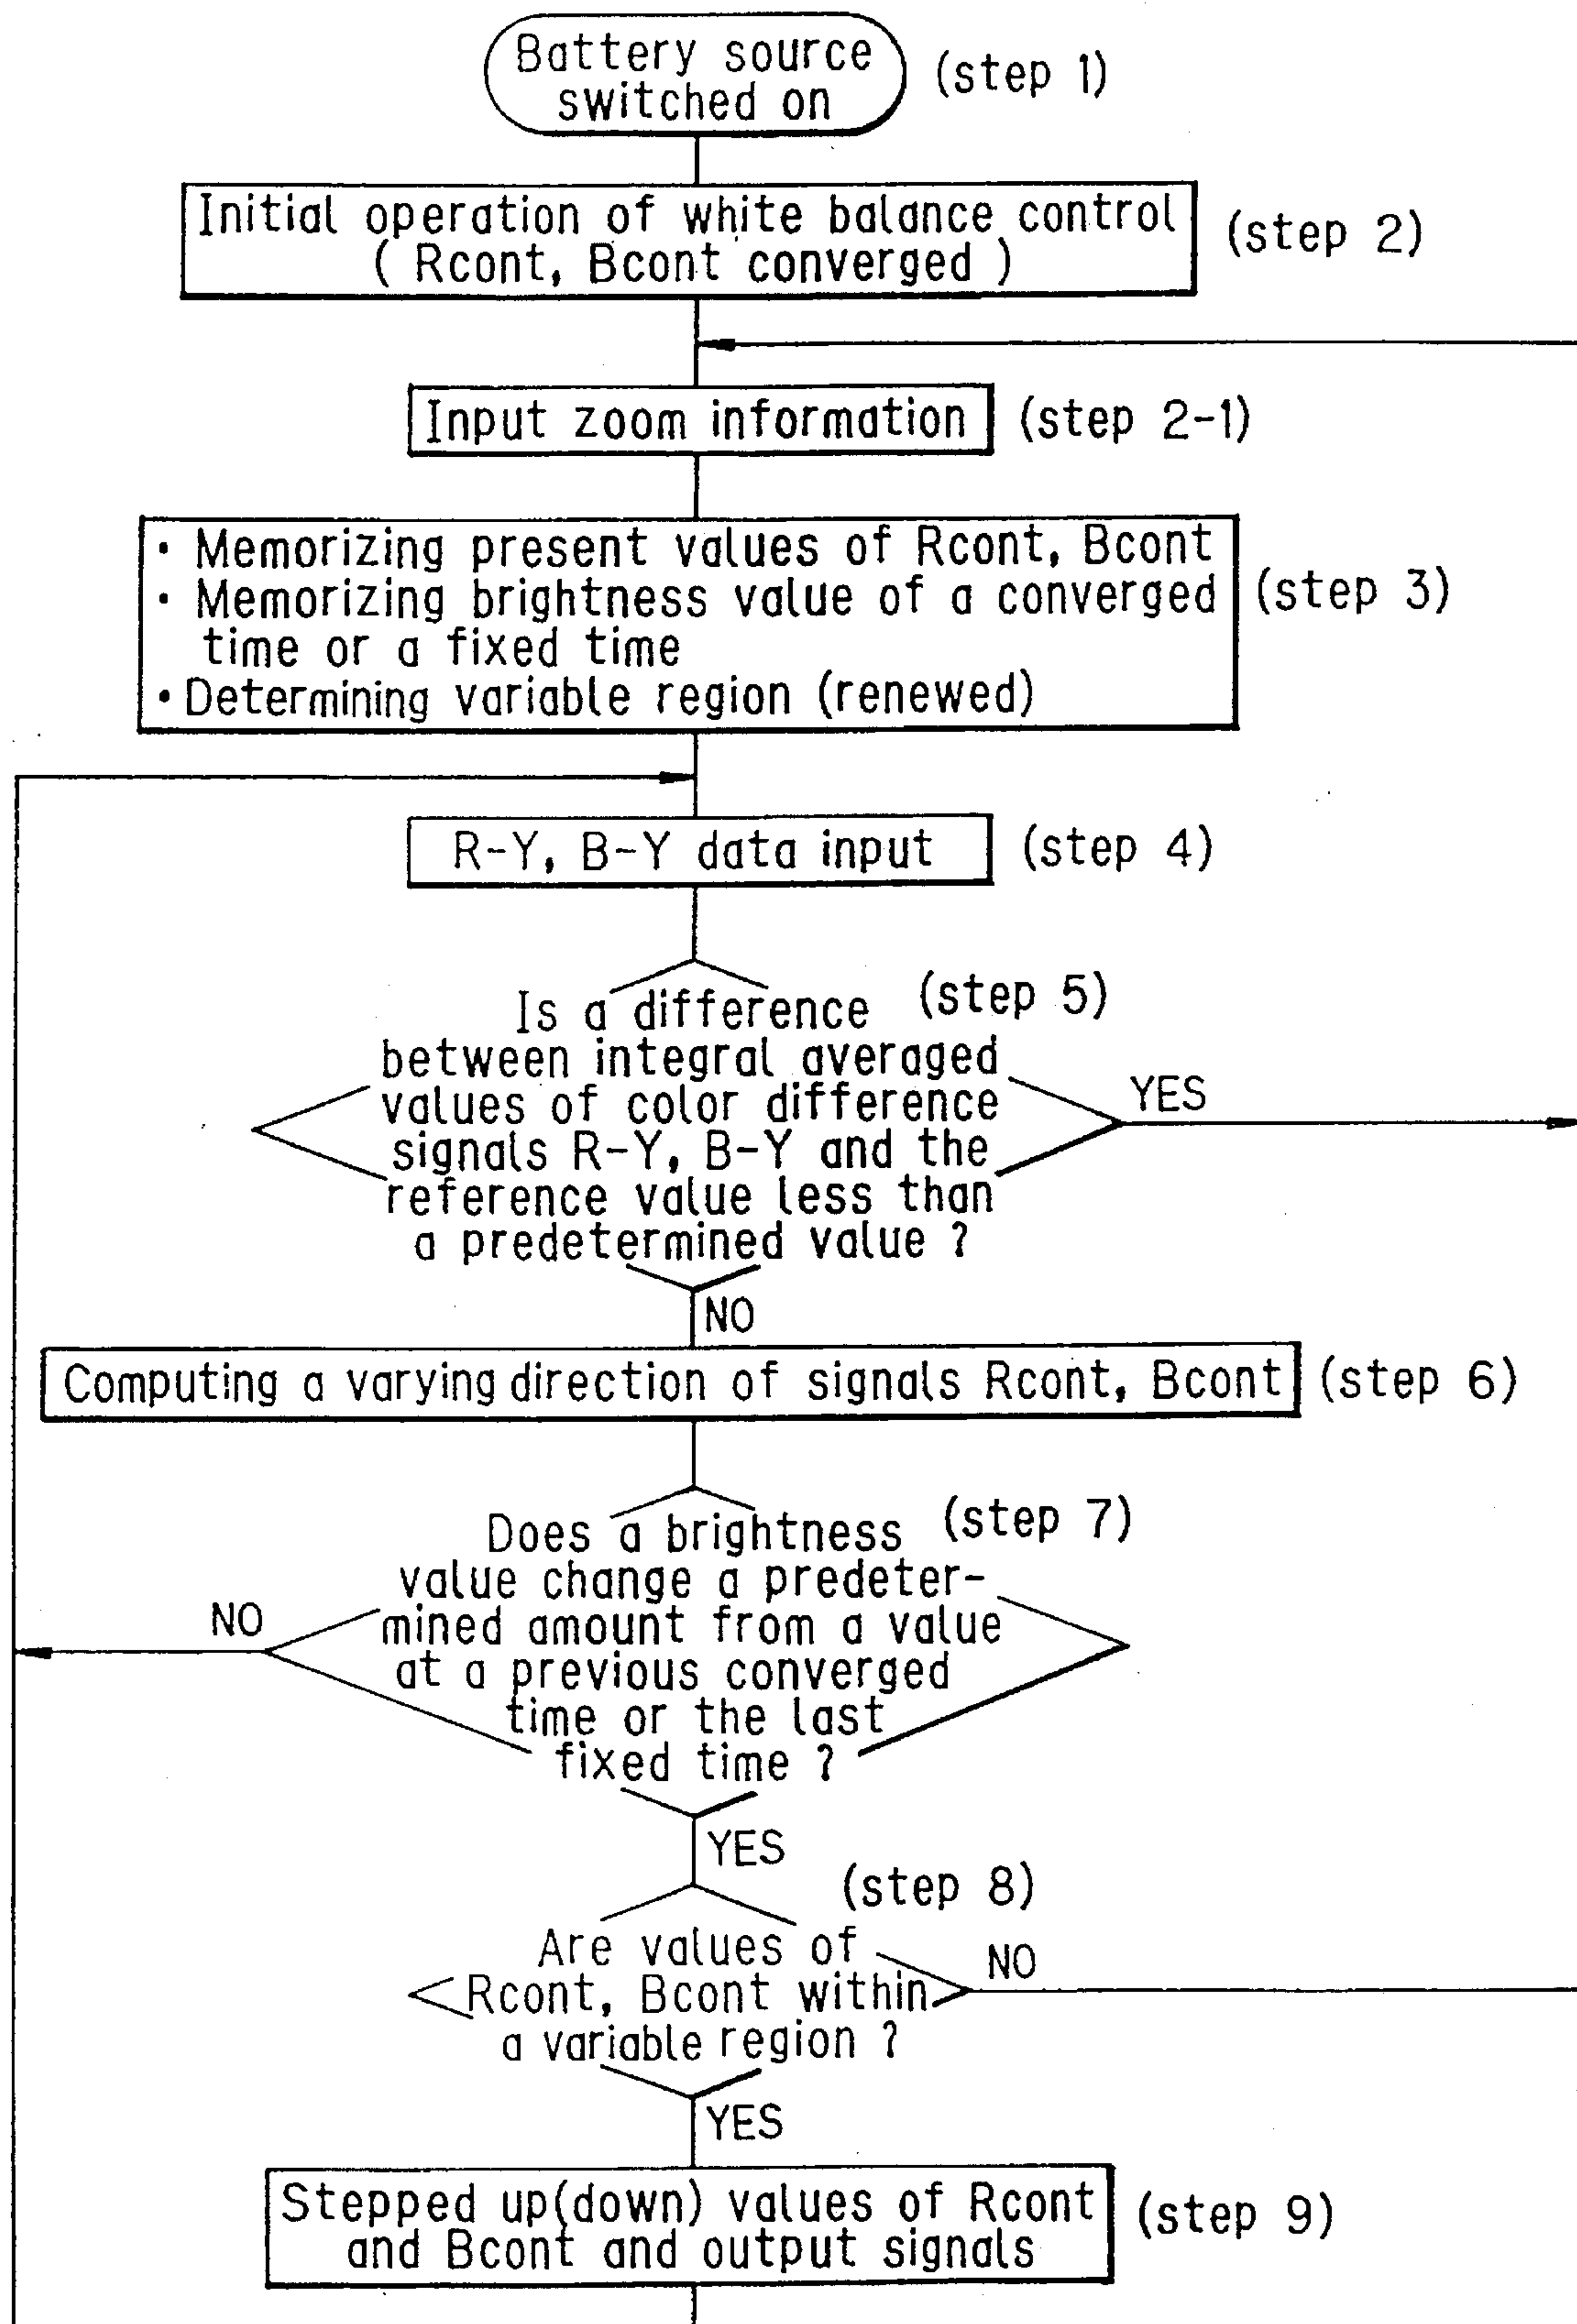 Battery source
switched on
(step 1)
Initial operation of white balance control
( Rcont, Bcont converged )
(step 2)
Input zoom information
(step 2-1)
· Memorizing present values of Rcont, Bcont
· Memorizing brightness value of a converged
time or a fixed time
· Determining variable region (renewed)
(step 3)
R-Y, B-Y data input
(step 4)
(step 5)
Is a difference
between integral averaged
values of color difference
signals R-Y, B-Y and the
reference value less than
a predetermined value ?
YES
NO
Computing a varying direction of signals Rcont, Bcont
(step 6)
(step 7)
Does a brightness
value change a predeter-
mined amount from a value
at a previous converged
time or the last
fixed time ?
NO
YES
(step 8)
Are values of
Rcont, Bcont within
a variable region ?
NO
YES
Stepped up(down) values of Rcont
and Bcont and output signals
(step 9)